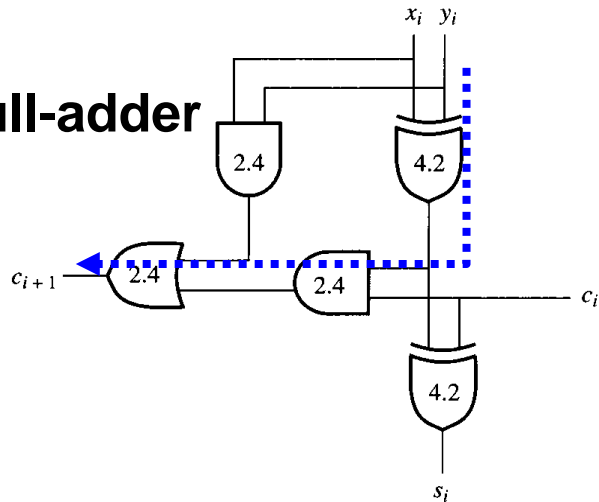 x_i y_i
ull-adder
2.4 4.2
c_{i+1} 2.4 2.4 c_i
4.2
s_i